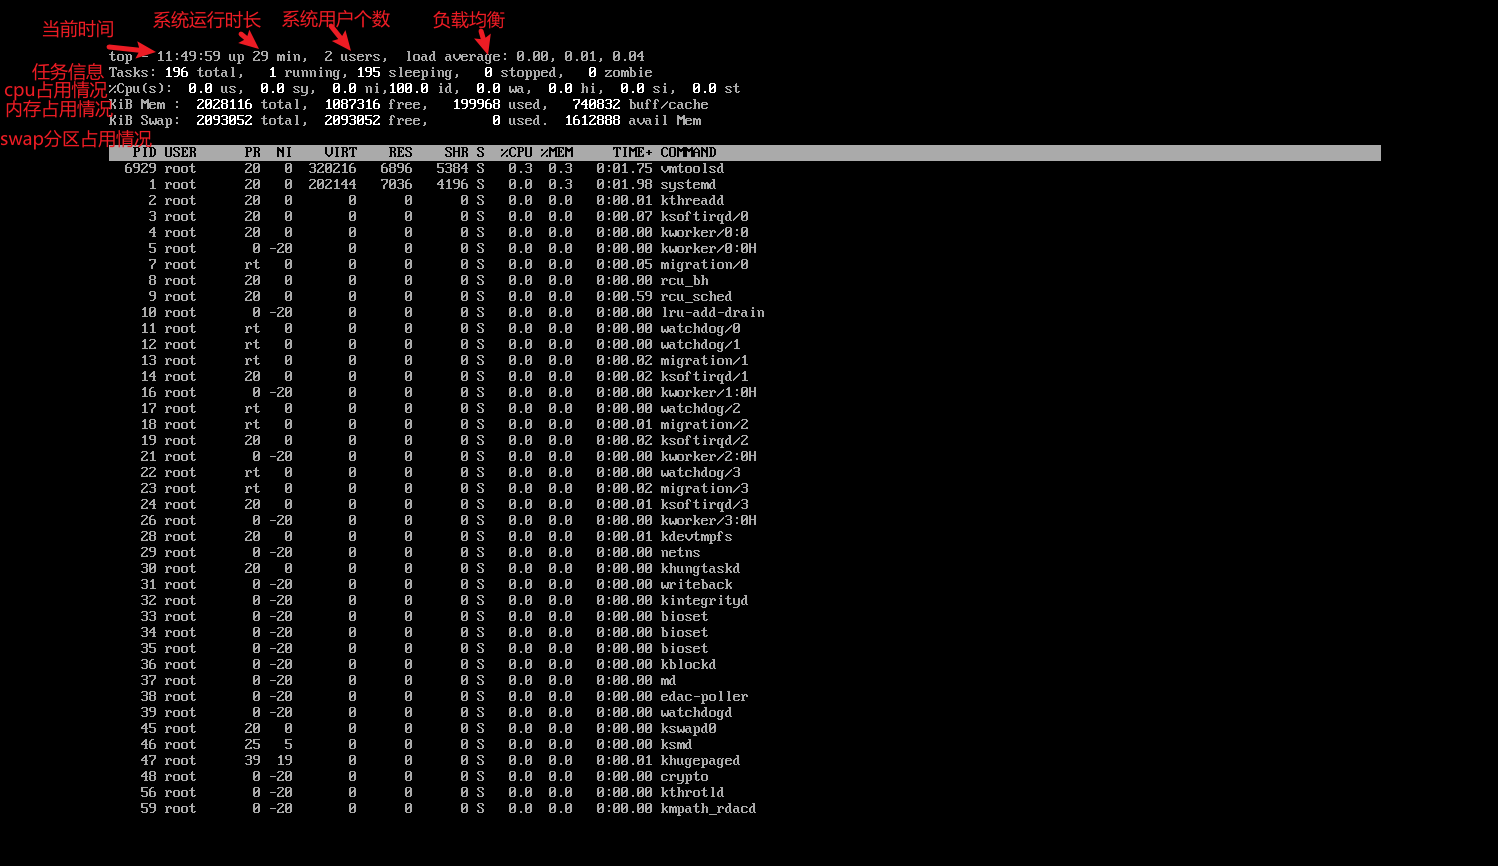 当前时间 系统运行时长 系统用户个数 负载均衡
top - 11:49:59 up 29 min,  2 users,  load average: 0.00, 0.01, 0.04
任务信息 Tasks: 196 total,   1 running, 195 sleeping,   0 stopped,   0 zombie
cpu占用情况 %Cpu(s):  0.0 us,  0.0 sy,  0.0 ni,100.0 id,  0.0 wa,  0.0 hi,  0.0 si,  0.0 st
内存占用情况 KiB Mem :  2028116 total,  1087316 free,   199968 used,   740832 buff/cache
KiB Swap:  2093052 total,  2093052 free,        0 used.  1612888 avail Mem
swap分区占用情况
PID USER      PR  NI    VIRT    RES    SHR S  %CPU %MEM     TIME+ COMMAND
6929 root      20   0  320216   6896   5384 S   0.3  0.3   0:01.75 vmtoolsd
1 root      20   0  202144   7036   4196 S   0.0  0.3   0:01.98 systemd
2 root      20   0       0      0      0 S   0.0  0.0   0:00.01 kthreadd
3 root      20   0       0      0      0 S   0.0  0.0   0:00.07 ksoftirqd/0
4 root      20   0       0      0      0 S   0.0  0.0   0:00.00 kworker/0:0
5 root       0 -20       0      0      0 S   0.0  0.0   0:00.00 kworker/0:0H
7 root      rt   0       0      0      0 S   0.0  0.0   0:00.05 migration/0
8 root      20   0       0      0      0 S   0.0  0.0   0:00.00 rcu_bh
9 root      20   0       0      0      0 S   0.0  0.0   0:00.59 rcu_sched
10 root       0 -20       0      0      0 S   0.0  0.0   0:00.00 lru-add-drain
11 root      rt   0       0      0      0 S   0.0  0.0   0:00.00 watchdog/0
12 root      rt   0       0      0      0 S   0.0  0.0   0:00.00 watchdog/1
13 root      rt   0       0      0      0 S   0.0  0.0   0:00.02 migration/1
14 root      20   0       0      0      0 S   0.0  0.0   0:00.02 ksoftirqd/1
16 root       0 -20       0      0      0 S   0.0  0.0   0:00.00 kworker/1:0H
17 root      rt   0       0      0      0 S   0.0  0.0   0:00.00 watchdog/2
18 root      rt   0       0      0      0 S   0.0  0.0   0:00.01 migration/2
19 root      20   0       0      0      0 S   0.0  0.0   0:00.02 ksoftirqd/2
21 root       0 -20       0      0      0 S   0.0  0.0   0:00.00 kworker/2:0H
22 root      rt   0       0      0      0 S   0.0  0.0   0:00.00 watchdog/3
23 root      rt   0       0      0      0 S   0.0  0.0   0:00.02 migration/3
24 root      20   0       0      0      0 S   0.0  0.0   0:00.01 ksoftirqd/3
26 root       0 -20       0      0      0 S   0.0  0.0   0:00.00 kworker/3:0H
28 root      20   0       0      0      0 S   0.0  0.0   0:00.01 kdevtmpfs
29 root       0 -20       0      0      0 S   0.0  0.0   0:00.00 netns
30 root      20   0       0      0      0 S   0.0  0.0   0:00.00 khungtaskd
31 root       0 -20       0      0      0 S   0.0  0.0   0:00.00 writeback
32 root       0 -20       0      0      0 S   0.0  0.0   0:00.00 kintegrityd
33 root       0 -20       0      0      0 S   0.0  0.0   0:00.00 bioset
34 root       0 -20       0      0      0 S   0.0  0.0   0:00.00 bioset
35 root       0 -20       0      0      0 S   0.0  0.0   0:00.00 bioset
36 root       0 -20       0      0      0 S   0.0  0.0   0:00.00 kblockd
37 root       0 -20       0      0      0 S   0.0  0.0   0:00.00 md
38 root       0 -20       0      0      0 S   0.0  0.0   0:00.00 edac-poller
39 root       0 -20       0      0      0 S   0.0  0.0   0:00.00 watchdogd
45 root      20   0       0      0      0 S   0.0  0.0   0:00.00 kswapd0
46 root      25   5       0      0      0 S   0.0  0.0   0:00.00 ksmd
47 root      39  19       0      0      0 S   0.0  0.0   0:00.01 khugepaged
48 root       0 -20       0      0      0 S   0.0  0.0   0:00.00 crypto
56 root       0 -20       0      0      0 S   0.0  0.0   0:00.00 kthrotld
59 root       0 -20       0      0      0 S   0.0  0.0   0:00.00 kmpath_rdacd